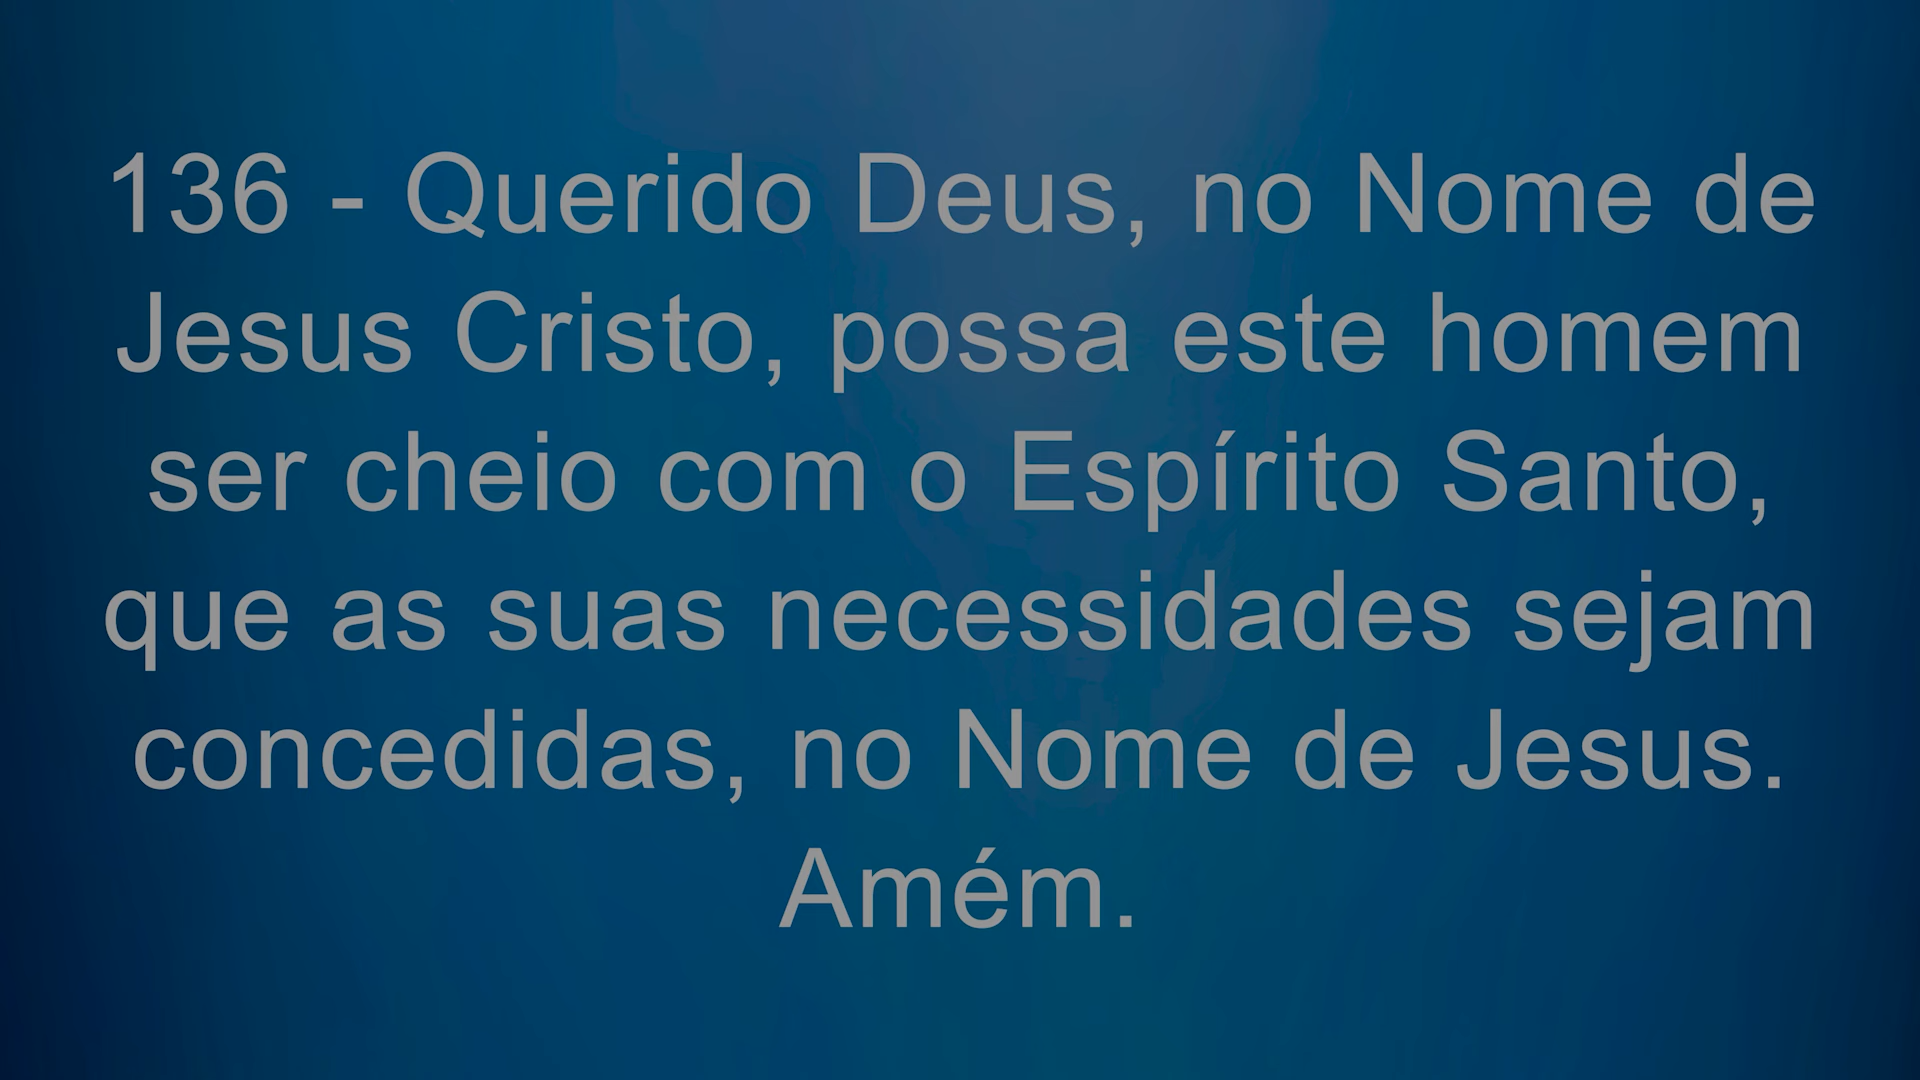 136 - Querido Deus, no Nome de
Jesus Cristo, possa este homem
ser cheio com o Espírito Santo,
que as suas necessidades sejam
concedidas, no Nome de Jesus.
Amém.